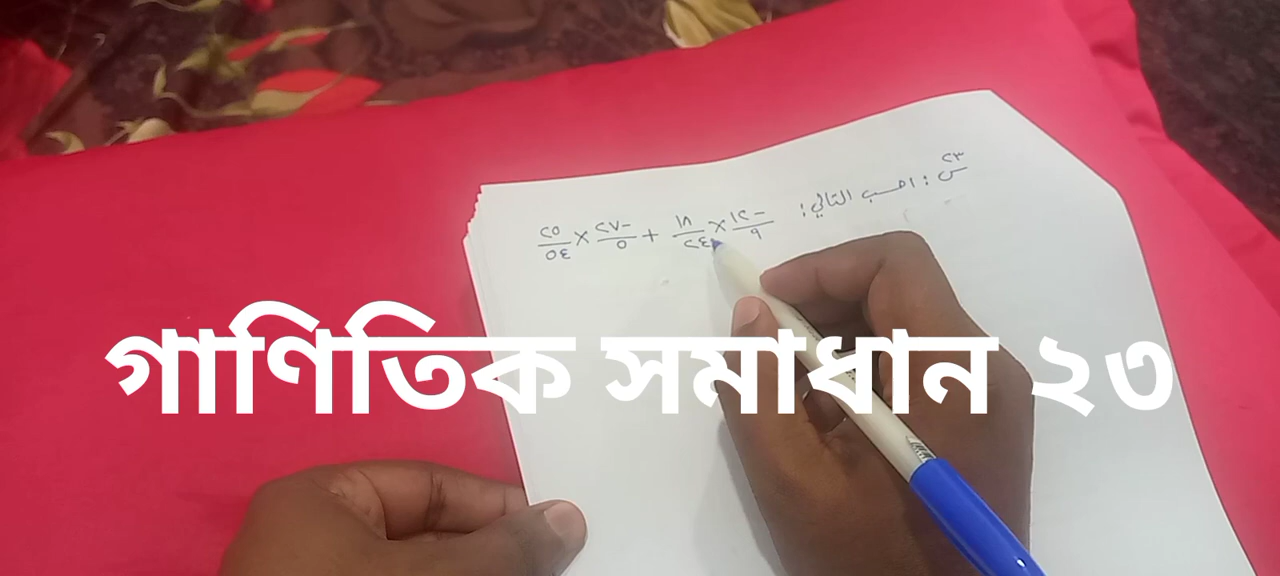 س٢٣: احسب التالي:
-١٢/٩ × ١٨/٢٤ + -٢٧/٥ × ٢٥/٥٤
গাণিতিক সমাধান ২৩